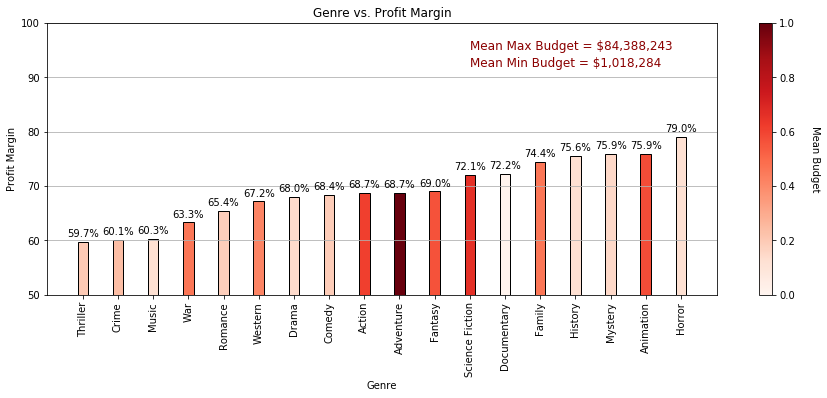 Genre vs. Profit Margin
Mean Max Budget = $84,388,243
Mean Min Budget = $1,018,284
Profit Margin
100
90
80
70
60
50
59.7%
60.1%
60.3%
63.3%
65.4%
67.2%
68.0%
68.4%
68.7%
68.7%
69.0%
72.1%
72.2%
74.4%
75.6%
75.9%
75.9%
79.0%
Thriller
Crime
Music
War
Romance
Western
Drama
Comedy
Action
Adventure
Fantasy
Science Fiction
Documentary
Family
History
Mystery
Animation
Horror
Genre
1.0
0.8
0.6
0.4
0.2
0.0
Mean Budget